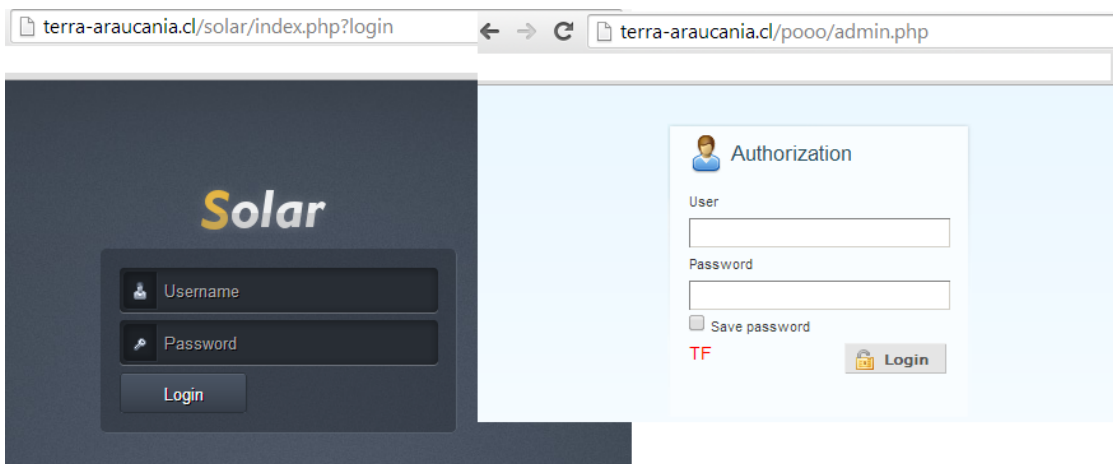 terra-araucania.cl/solar/index.php?login
Solar
Username
Password
Login
terra-araucania.cl/pooo/admin.php
Authorization
User
Password
Save password
TF
Login